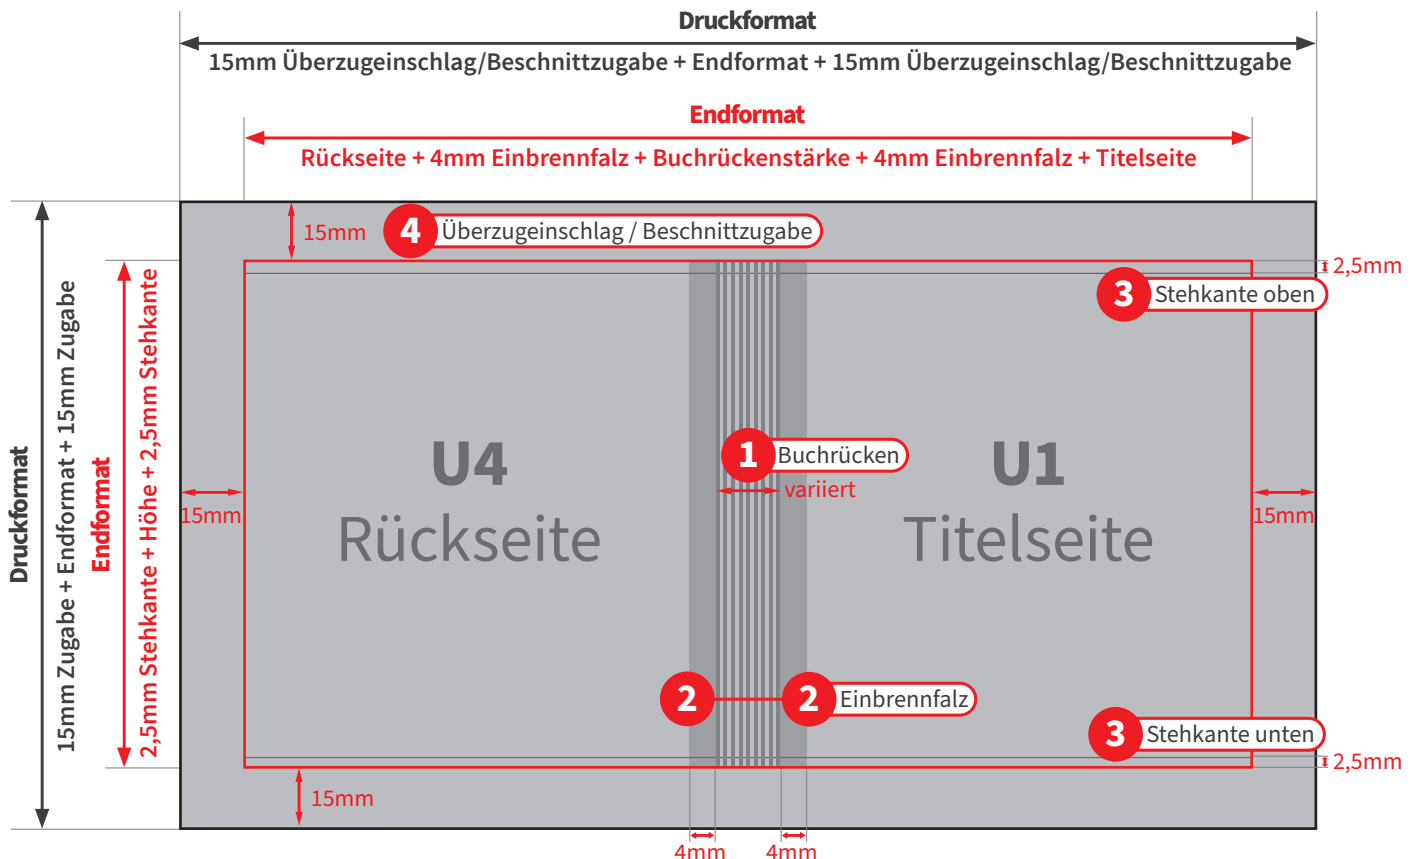 Druckformat
15mm Überzugeinschlag/Beschnittzugabe + Endformat + 15mm Überzugeinschlag/Beschnittzugabe
Endformat
Rückseite + 4mm Einbrennfalz + Buchrückenstärke + 4mm Einbrennfalz + Titelseite
Druckformat
15mm Zugabe + Endformat + 15mm Zugabe
Endformat
2,5mm Stehkante + Höhe + 2,5mm Stehkante
15mm
4 Überzugeinschlag / Beschnittzugabe
2,5mm
3 Stehkante oben
U4
Rückseite
1 Buchrücken
variiert
U1
Titelseite
15mm
15mm
2
2 Einbrennfalz
3 Stehkante unten
2,5mm
15mm
4mm
4mm